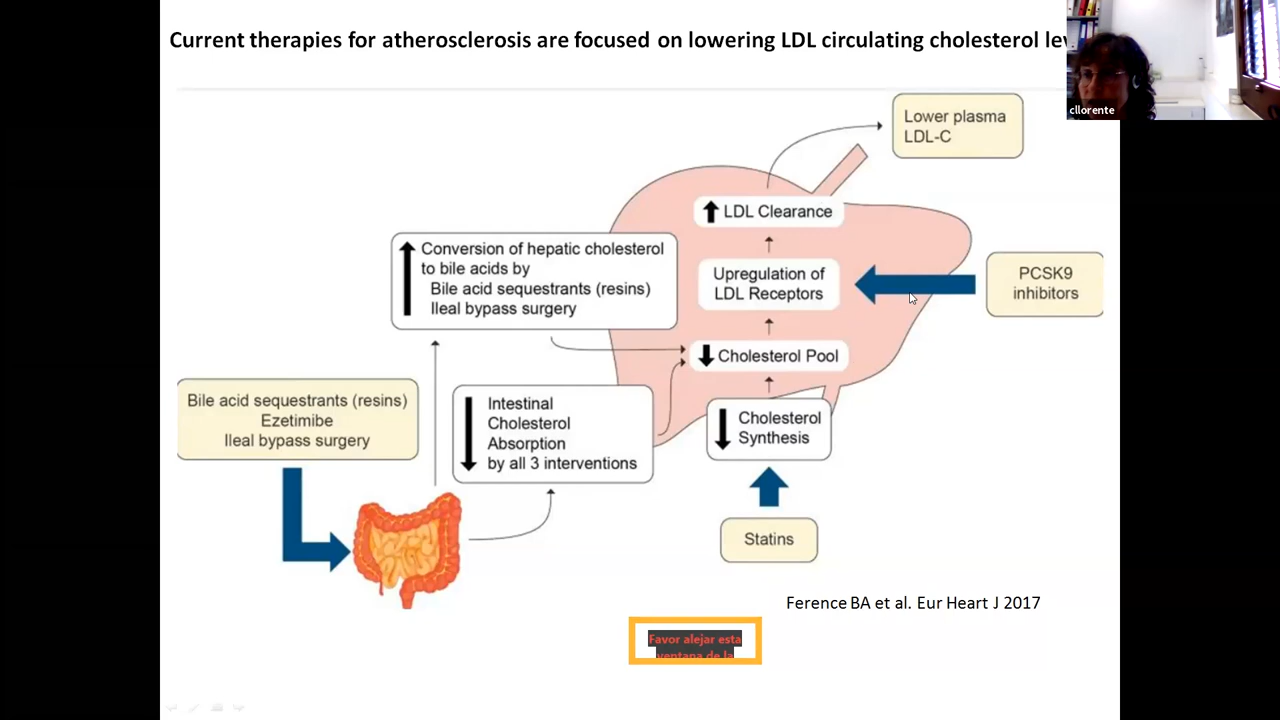 Current therapies for atherosclerosis are focused on lowering LDL circulating cholesterol
cllorente
Lower plasma
LDL-C
LDL Clearance
Conversion of hepatic cholesterol
to bile acids by
Bile acid sequestrants (resins)
Ileal bypass surgery
Upregulation of
LDL Receptors
PCSK9
inhibitors
Cholesterol Pool
Bile acid sequestrants (resins)
Ezetimibe
Ileal bypass surgery
Intestinal
Cholesterol
Absorption
by all 3 interventions
Cholesterol
Synthesis
Statins
Ference BA et al. Eur Heart J 2017
Favor alejar esta
ventana de la